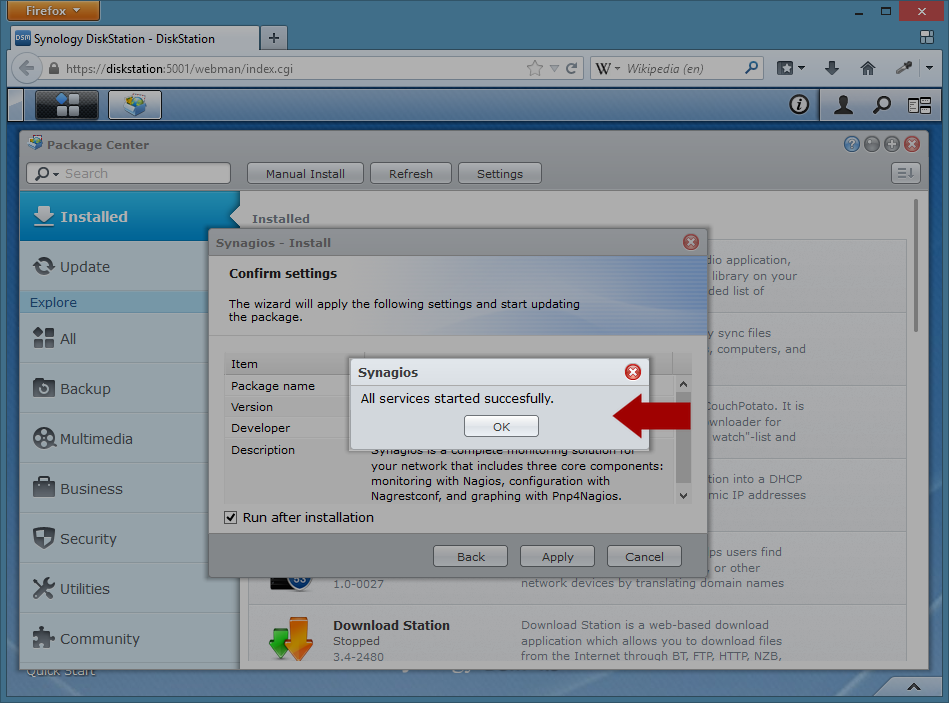 Firefox
DSM
Synology DiskStation - DiskStation
+
https://diskstation:5001/webman/index.cgi
W
Wikipedia (en)
Package Center
Search
Manual Install
Refresh
Settings
Installed
Installed
Update
Explore
All
Backup
Multimedia
Business
Security
Utilities
Community
Quick Start
Synagios - Install
Confirm settings
The wizard will apply the following settings and start updating
the package.
Item
Package name
Version
Developer
Description
Synagios is a complete monitoring solution for
your network that includes three core components:
monitoring with Nagios, configuration with
Nagrestconf, and graphing with Pnp4Nagios.
Run after installation
Back
Apply
Cancel
Synagios
All services started succesfully.
OK
application,
library on your
list of
sync files
computers, and
CouchPotato. It is
for
watch"-list and
into a DHCP
IP addresses
users find
or other
1.0-0027
network devices by translating domain names
Download Station
Stopped
3.4-2480
Download Station is a web-based download
application which allows you to download files
from the Internet through BT, FTP, HTTP, NZB,